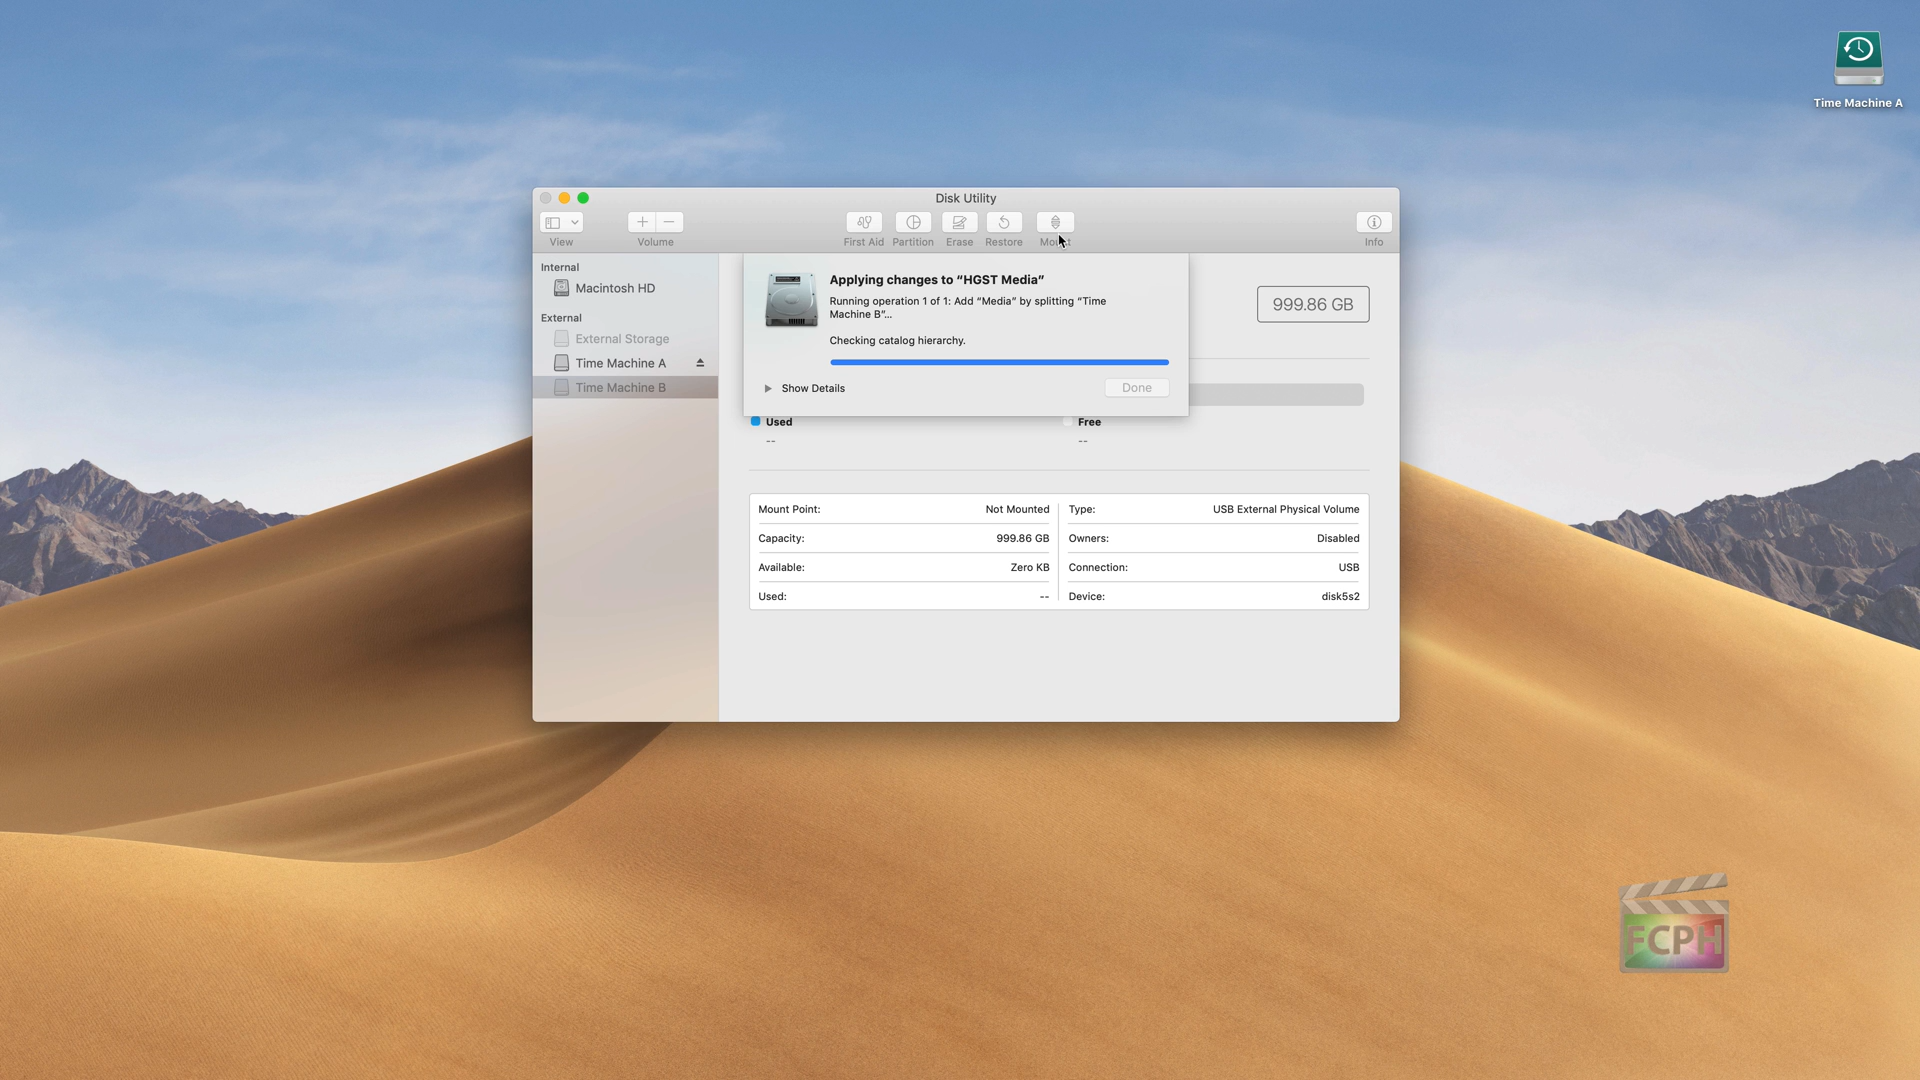 Time Machine A
Disk Utility
View
Volume
First Aid
Partition
Erase
Restore
Mount
Info
Internal
Macintosh HD
External
External Storage
Time Machine A
Time Machine B
Applying changes to “HGST Media”
Running operation 1 of 1: Add “Media” by splitting “Time
Machine B”...
Checking catalog hierarchy.
Show Details
Done
999.86 GB
Used
--
Free
--
Mount Point: Not Mounted
Capacity: 999.86 GB
Available: Zero KB
Used: --
Type: USB External Physical Volume
Owners: Disabled
Connection: USB
Device: disk5s2
FCPH